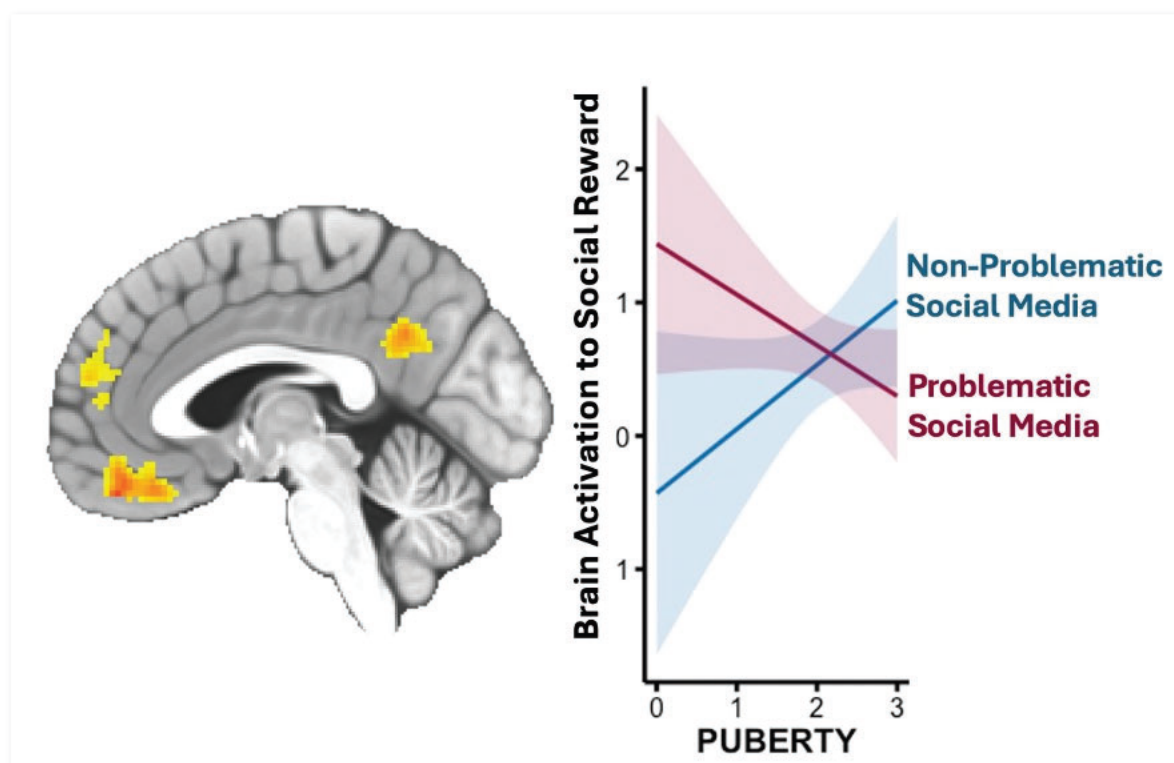 Brain Activation to Social Reward
2
1
0
1
Non-Problematic
Social Media
Problematic
Social Media
0 1 2 3
PUBERTY